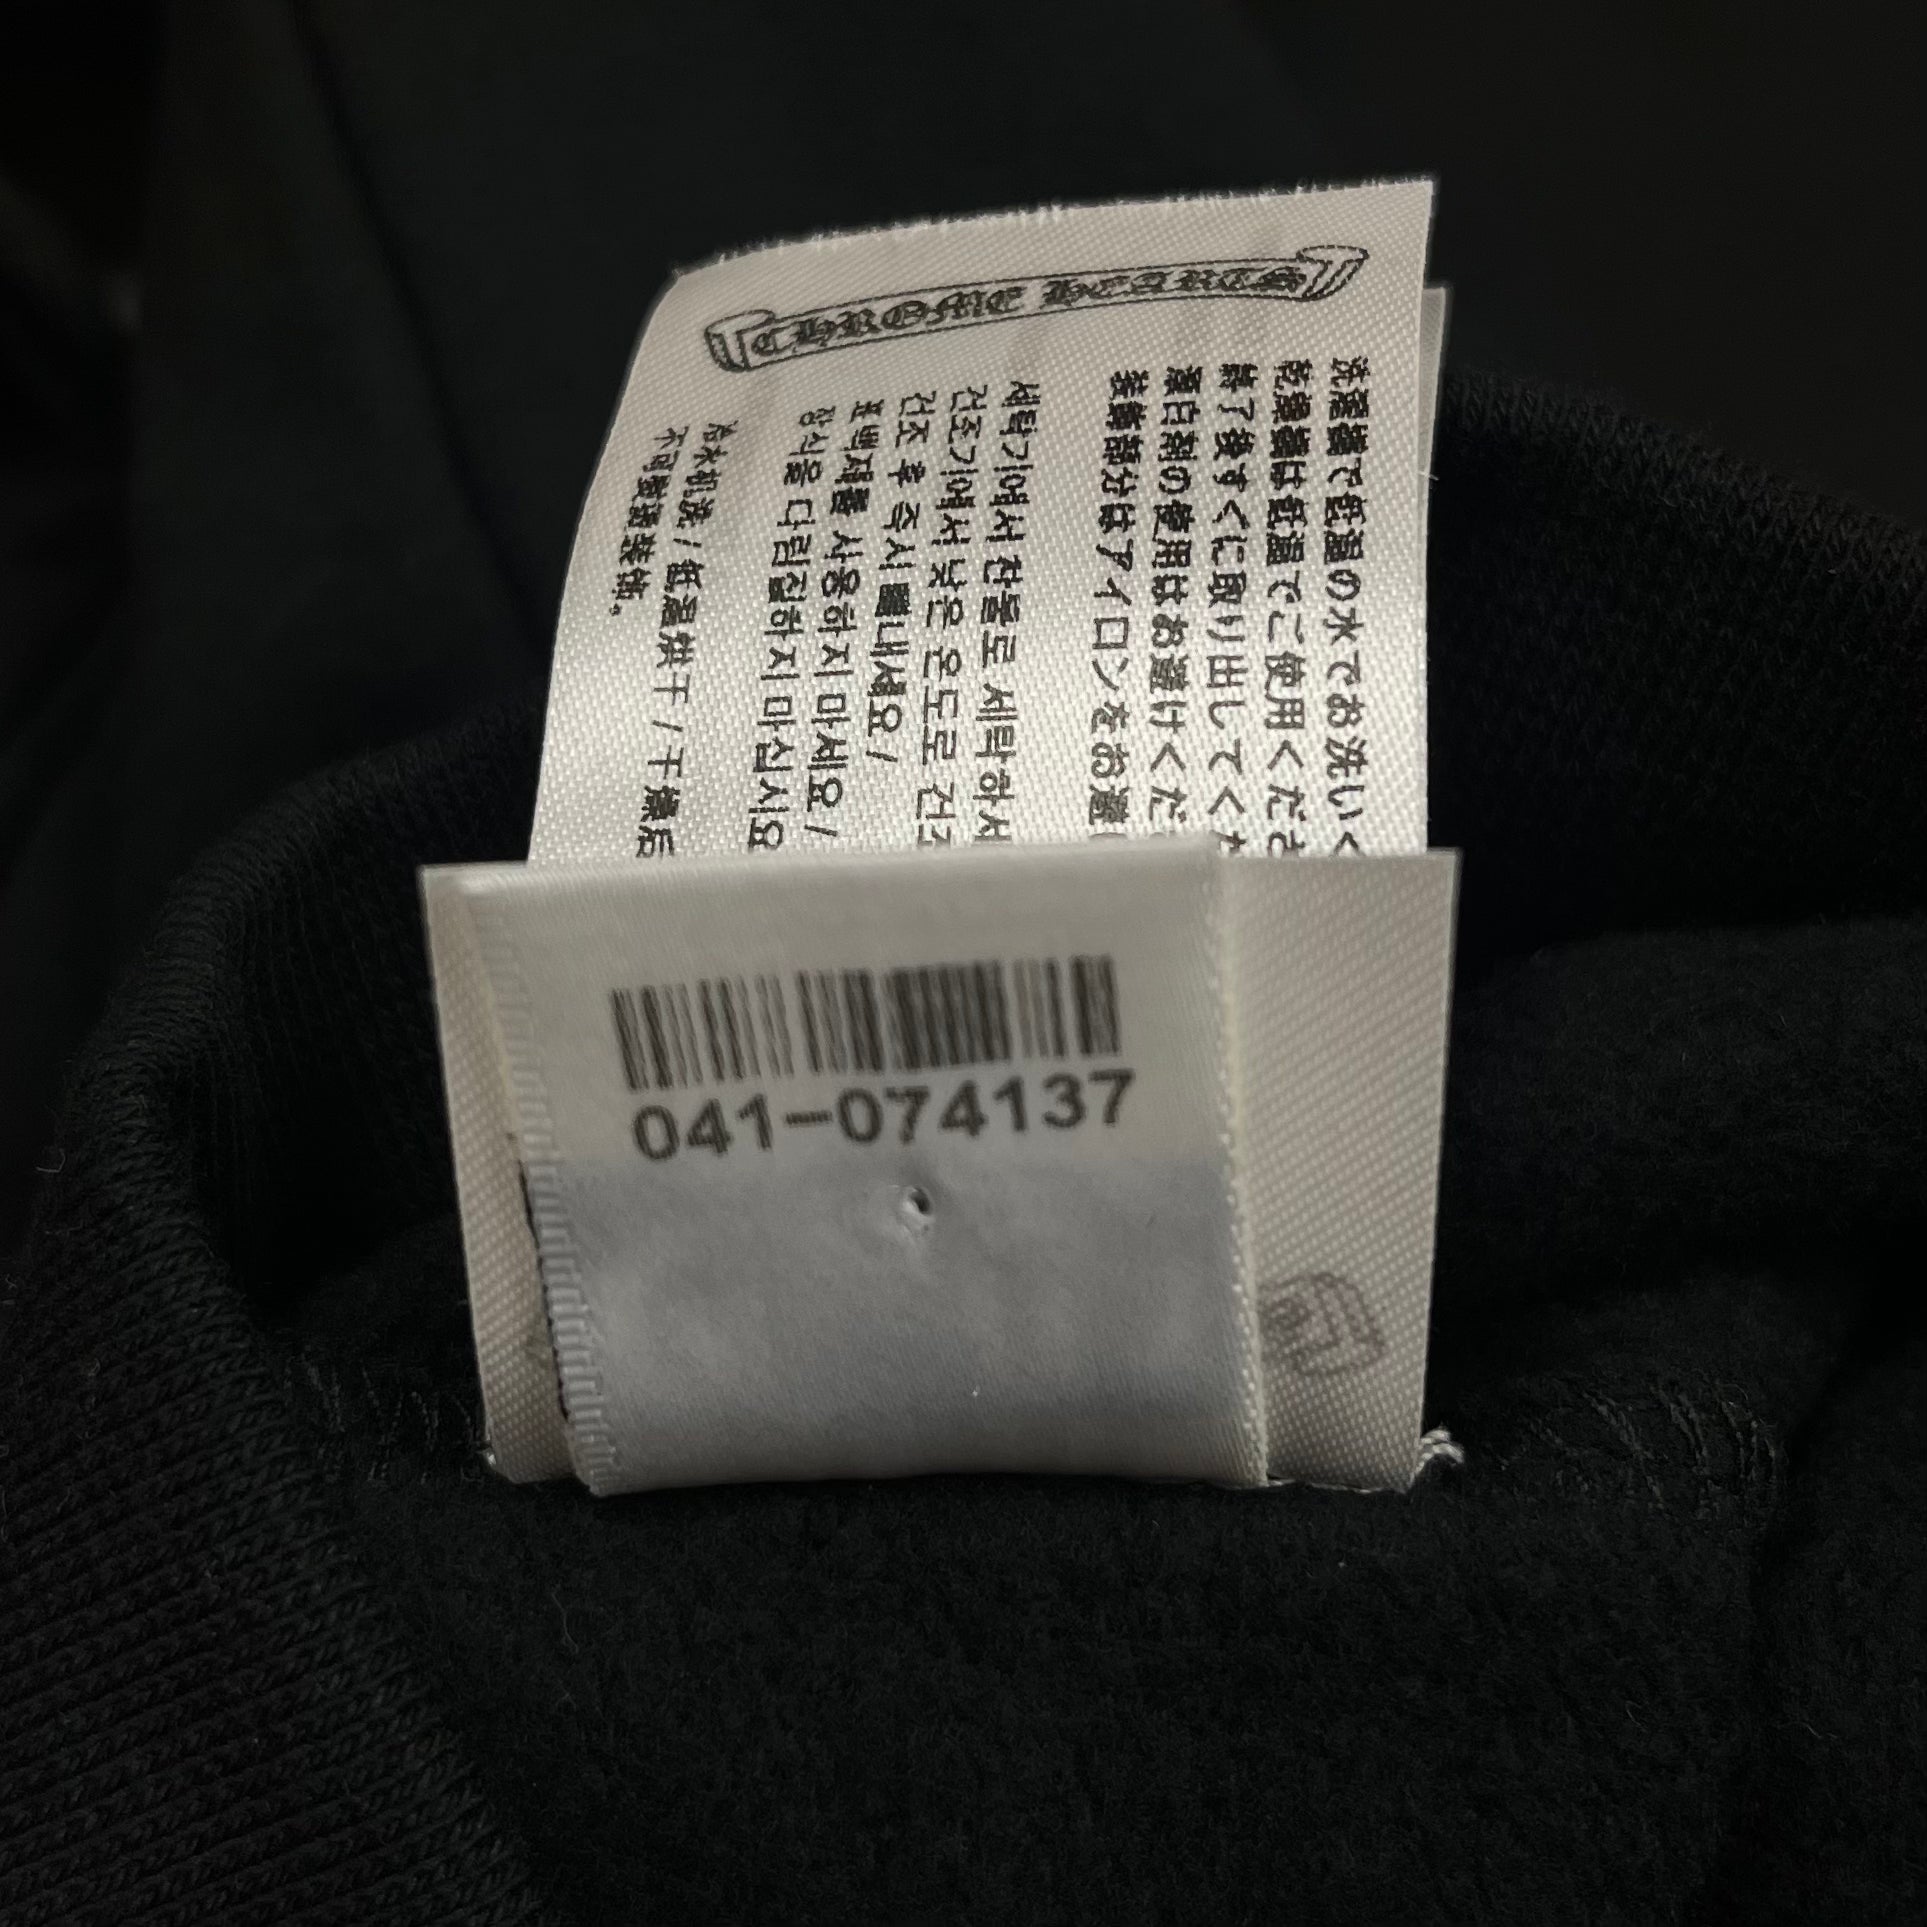 CHROME HEARTS
洗濯機で低温の水でお洗いく
乾燥機は低温でご使用くださ
終了後すぐに取り出してくだ
漂白剤の使用はお避けくださ
装飾部分はアイロンをお避
세탁기에서 찬물로 세탁하서
건조기에서 낮은 온도로 건조
건조 후 즉시 꺼내세요 /
표백제를 사용하지 마세요 /
장식을 다림질하지 마십시오
冷水机洗 / 低温烘干 / 干燥后
不可熨烫装饰。
041-074137